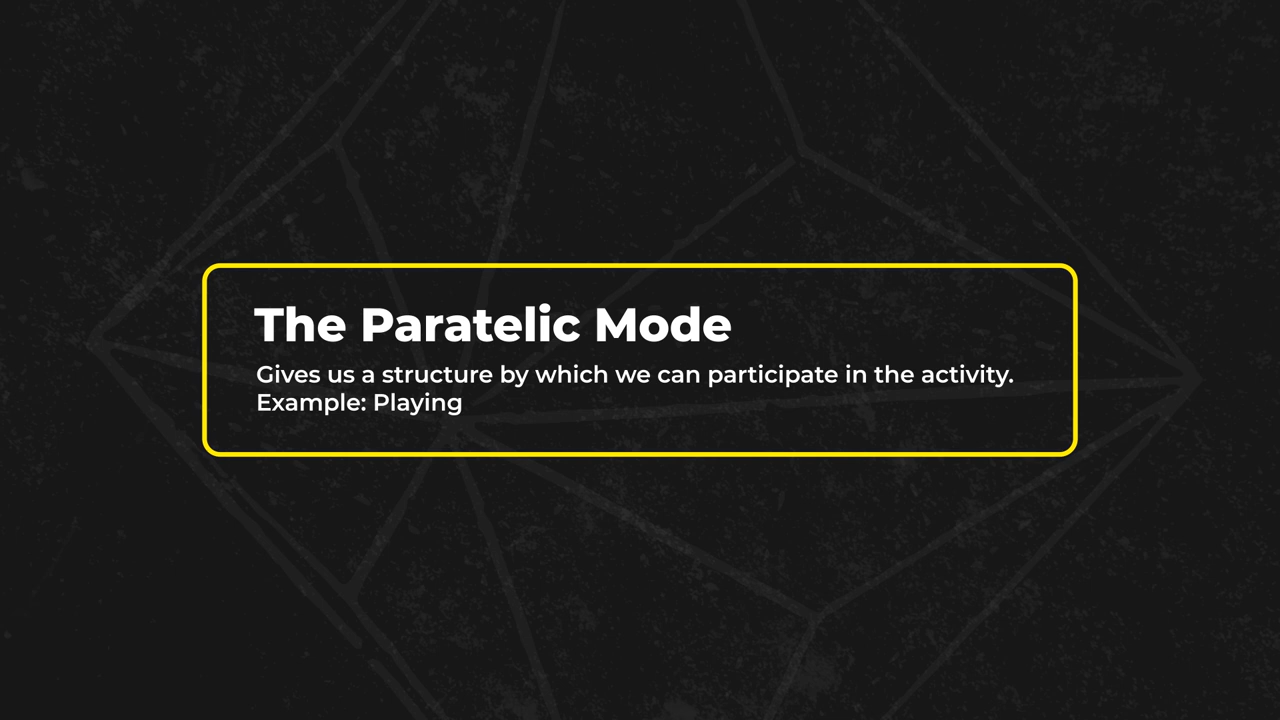 The Paratelic Mode
Gives us a structure by which we can participate in the activity.
Example: Playing